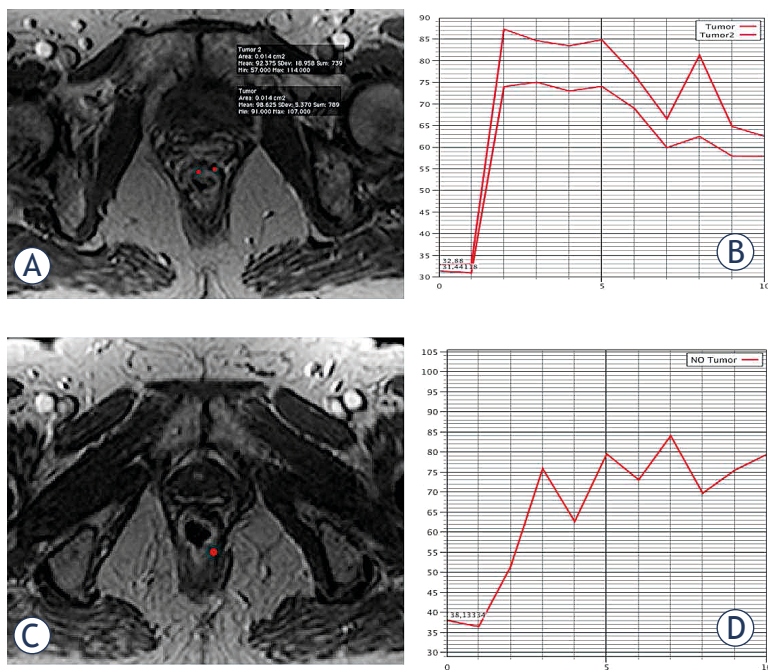 Tumor 2
Area: 0.014 cm2
Mean: 92.375 SDev: 18.958 Sum: 739
Min: 57.000 Max: 114.000
Tumor
Area: 0.014 cm2
Mean: 98.625 SDev: 5.370 Sum: 789
Min: 91.000 Max: 107.000
A
90
85
80
75
70
65
60
55
50
45
40
35
30
Tumor
Tumor2
32,88
31,44118
0
5
10
B
C
105
100
95
90
85
80
75
70
65
60
55
50
45
40
35
30
NO Tumor
38,13334
0
5
10
D